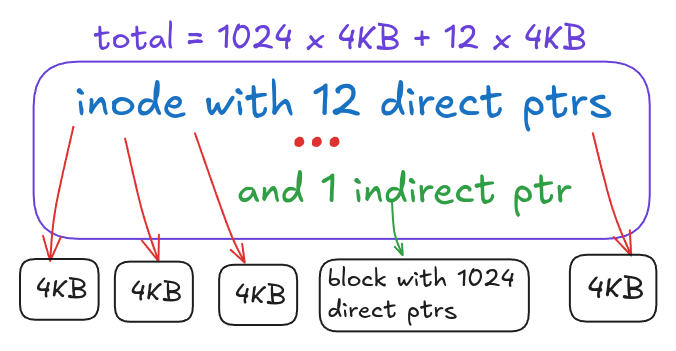 total = 1024 x 4KB + 12 x 4KB
inode with 12 direct ptrs
...
and 1 indirect ptr
4KB
4KB
4KB
block with 1024
direct ptrs
4KB